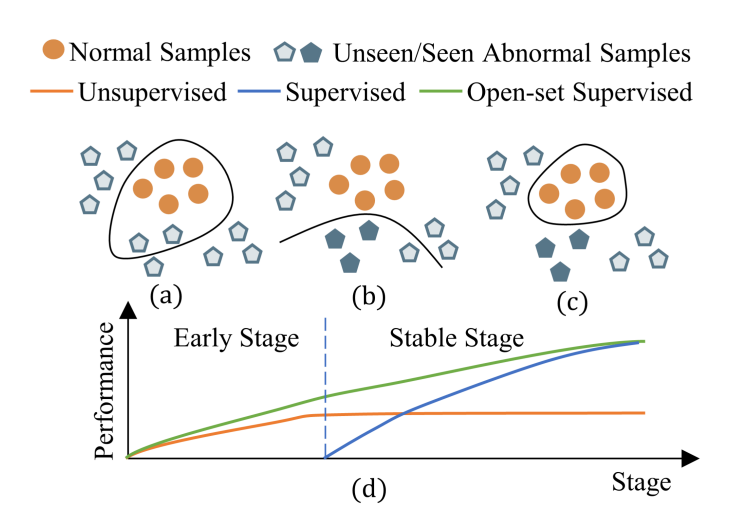 Normal Samples Unseen/Seen Abnormal Samples
Unsupervised Supervised Open-set Supervised
(a) (b) (c)
Early Stage Stable Stage
Performance
Stage
(d)